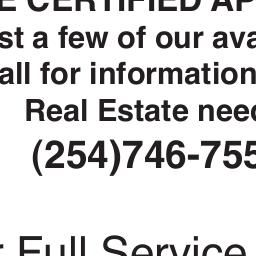 E CERTIFIED AP
st a few of our ava
all for information
Real Estate need
(254)746-755
r Full Service